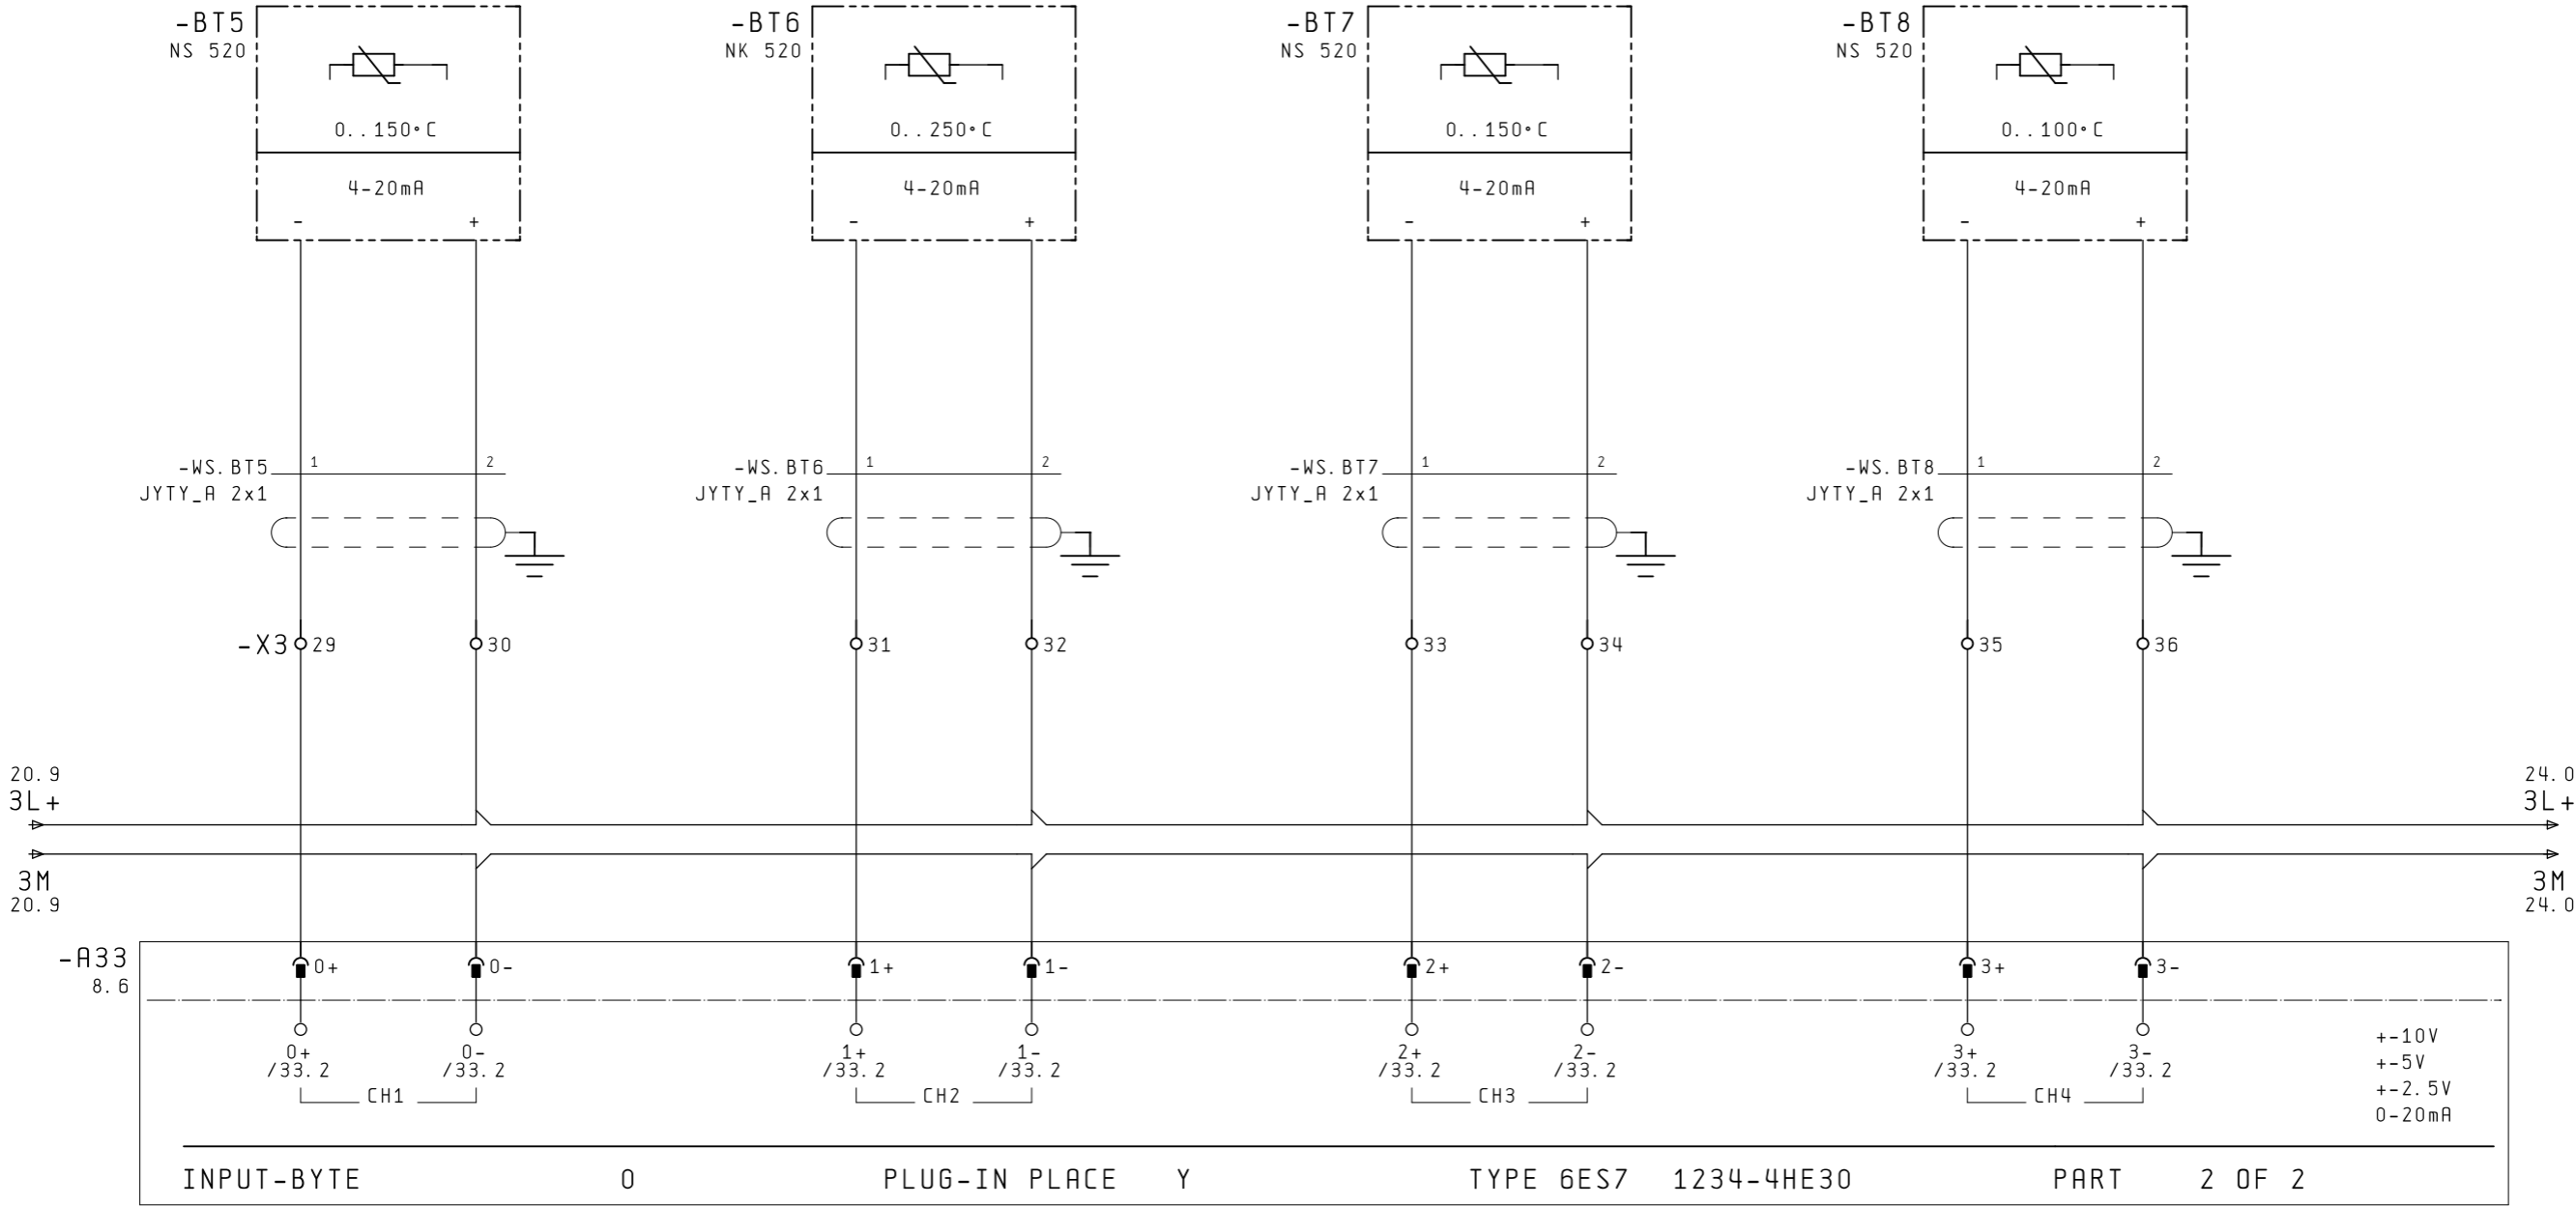 -BT5 -BT6 -BT7 -BT8
NS 520 NK 520 NS 520 NS 520
0..150°C 0..250°C 0..150°C 0..100°C
4-20mA 4-20mA 4-20mA 4-20mA
- + - + - + - +
-WS.BT5 1 2 -WS.BT6 1 2 -WS.BT7 1 2 -WS.BT8 1 2
JYTY_A 2x1 JYTY_A 2x1 JYTY_A 2x1 JYTY_A 2x1
-X3 29 30 31 32 33 34 35 36
20.9 24.0
3L+ 3L+
3M 3M
20.9 24.0
-A33 0+ 0- 1+ 1- 2+ 2- 3+ 3-
8.6
0+ 0- 1+ 1- 2+ 2- 3+ 3-
/33.2 /33.2 /33.2 /33.2 /33.2 /33.2 /33.2 /33.2
CH1 CH2 CH3 CH4
+-10V
+-5V
+-2.5V
0-20mA
INPUT-BYTE 0 PLUG-IN PLACE Y TYPE 6ES7 1234-4HE30 PART 2 OF 2